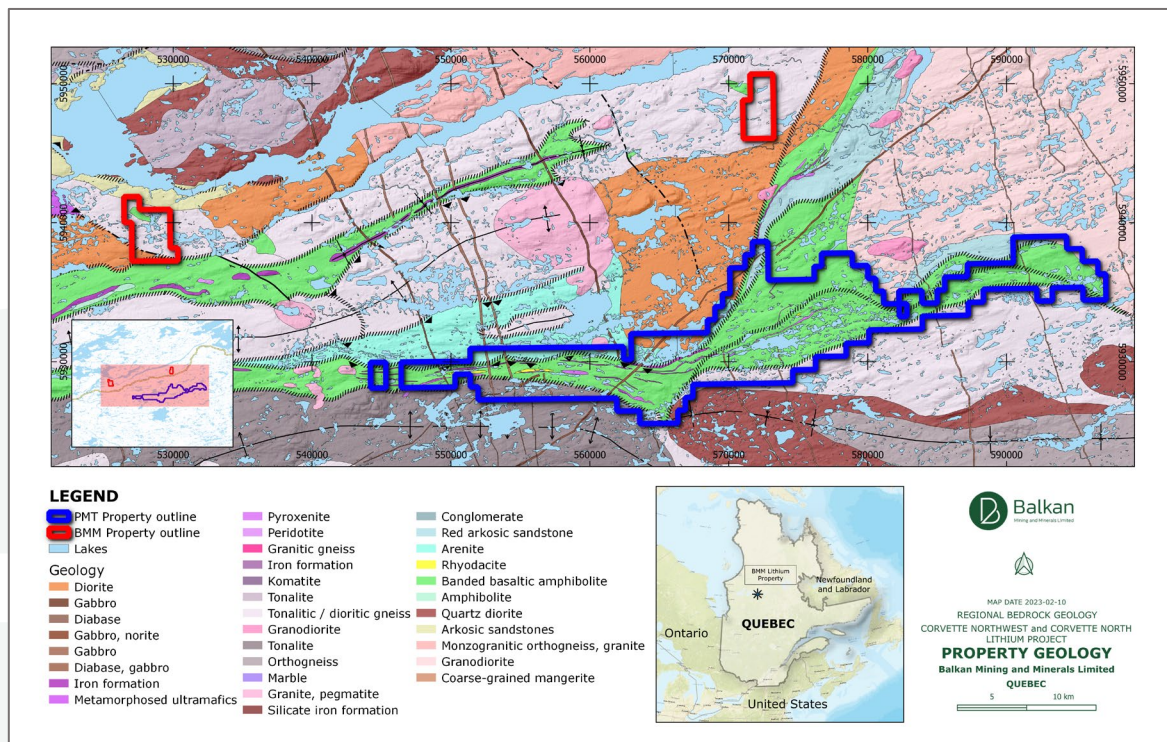 530000
540000
550000
560000
570000
580000
590000
5950000
5950000
5940000
5940000
5930000
5930000
530000
540000
550000
560000
570000
580000
590000
LEGEND
PMT Property outline
BMM Property outline
Lakes
Geology
Diorite
Gabbro
Diabase
Gabbro, norite
Gabbro
Diabase, gabbro
Iron formation
Metamorphosed ultramafics
Pyroxenite
Peridotite
Granitic gneiss
Iron formation
Komatite
Tonalite
Tonalitic / dioritic gneiss
Granodiorite
Tonalite
Orthogneiss
Marble
Granite, pegmatite
Silicate iron formation
Conglomerate
Red arkosic sandstone
Arenite
Rhyodacite
Banded basaltic amphibolite
Amphibolite
Quartz diorite
Arkosic sandstones
Monzogranitic orthogneiss, granite
Granodiorite
Coarse-grained mangerite
BMM Lithium
Property
Newfoundland
and Labrador
QUEBEC
Ontario
United States
Balkan
Mining and Minerals Limited
MAP DATE 2023-02-10
REGIONAL BEDROCK GEOLOGY
CORVETTE NORTHWEST and CORVETTE NORTH
LITHIUM PROJECT
PROPERTY GEOLOGY
Balkan Mining and Minerals Limited
QUEBEC
5 10 km